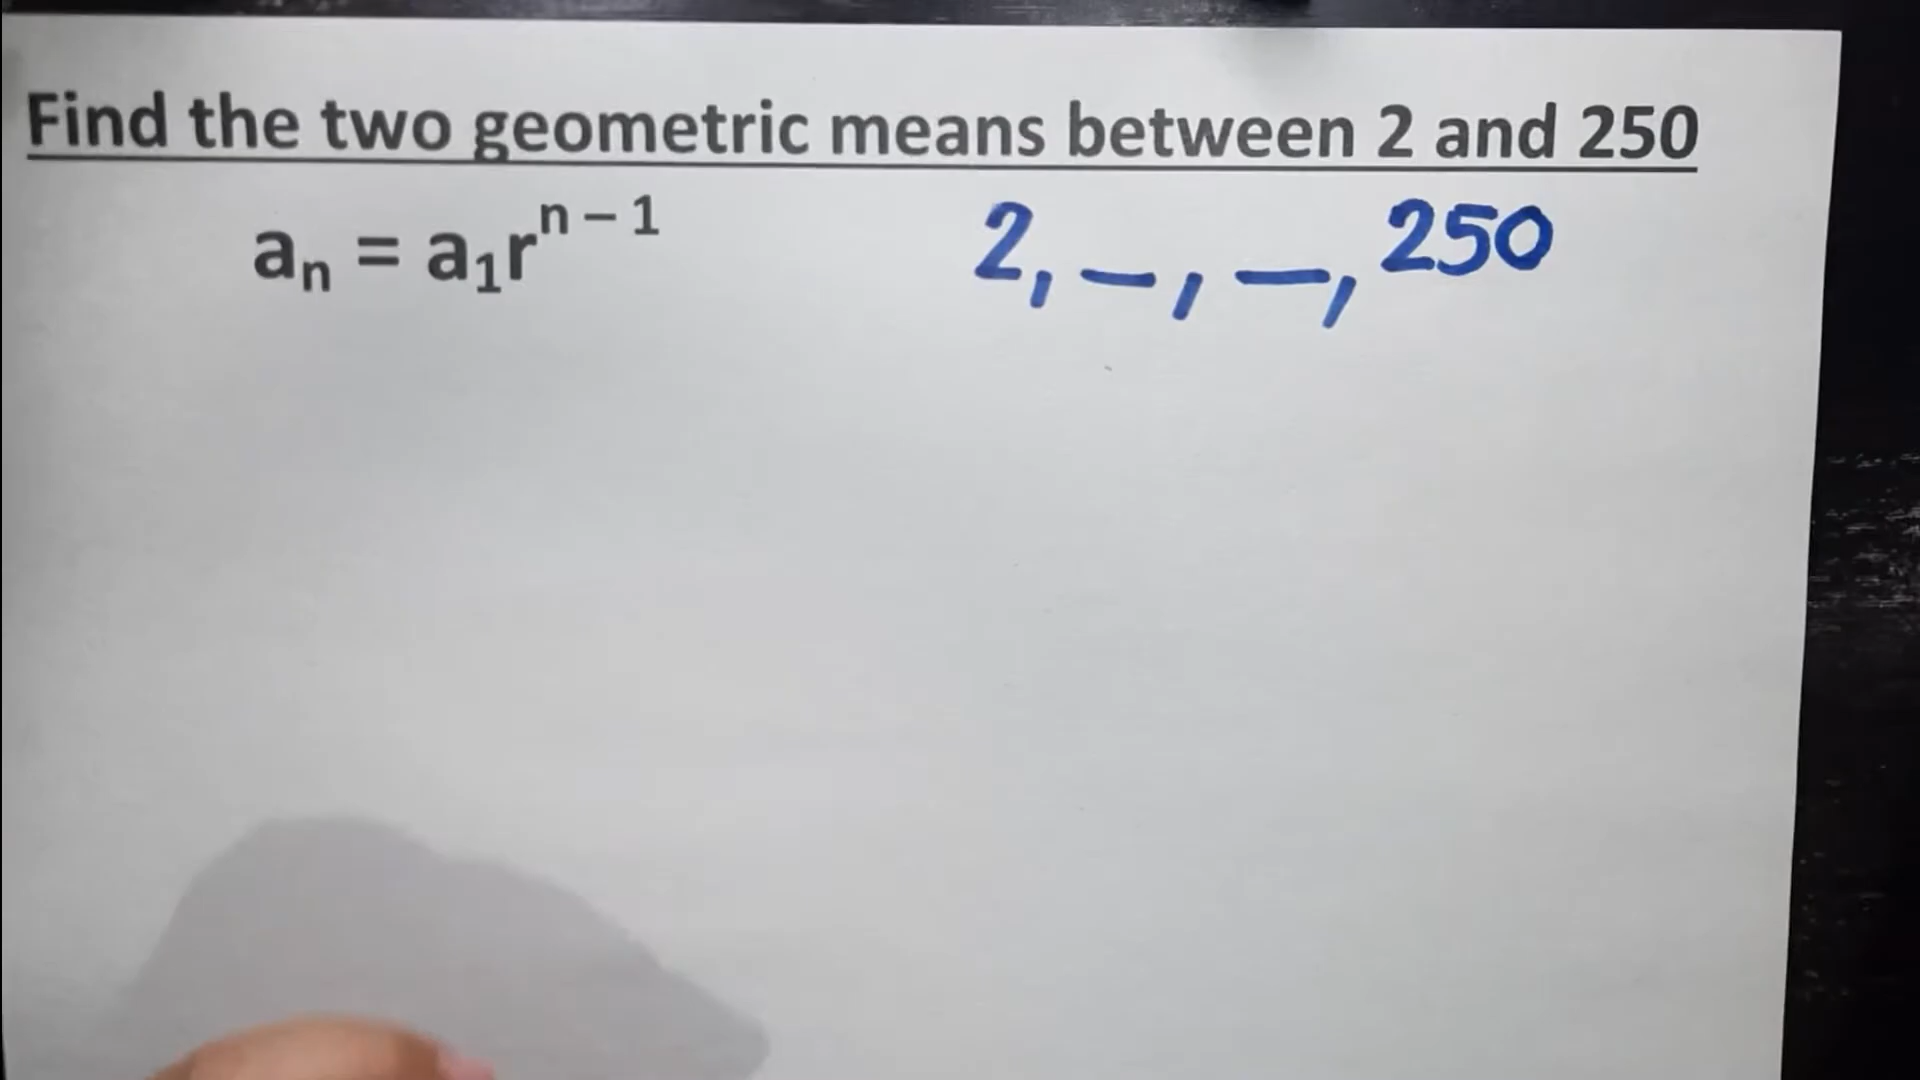 Find the two geometric means between 2 and 250
aₙ = a₁rⁿ ⁻ ¹ 2, _, _, 250